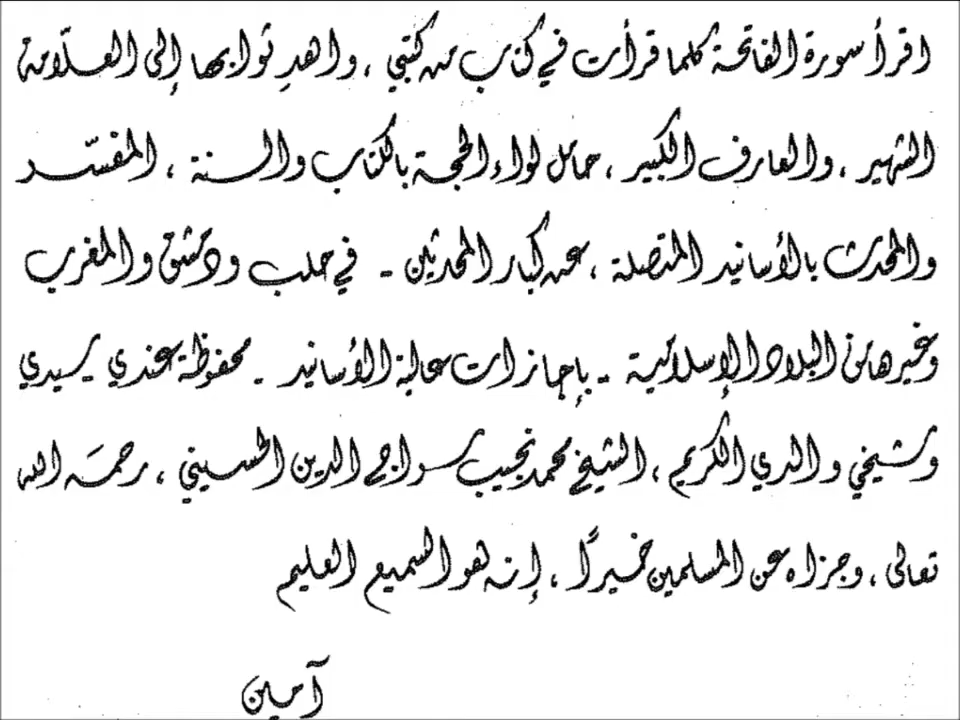 اقرأ سورة الفاتحة كلما قرأت في كتاب من كتبي ، واهدِ ثوابها إلى العلّامة
الشهير ، والعارف الكبير ، حامل لواء الحجة بالكتاب والسنة ، المفسّر
والمحدث بالأسانيد المتصلة ، عن كبار المحدثين - في حلب ودمشق والمغرب
وغيرها من البلاد الإسلامية - بإجازات عالية الأسانيد - محفوظة عندي - سيدي
وشيخي ووالدي الكريم ، الشيخ محمد نجيب سراج الدين الحسيني ، رحمه الله
تعالى ، وجزاه عن المسلمين خيراً ، إنه هو السميع العليم
آمين